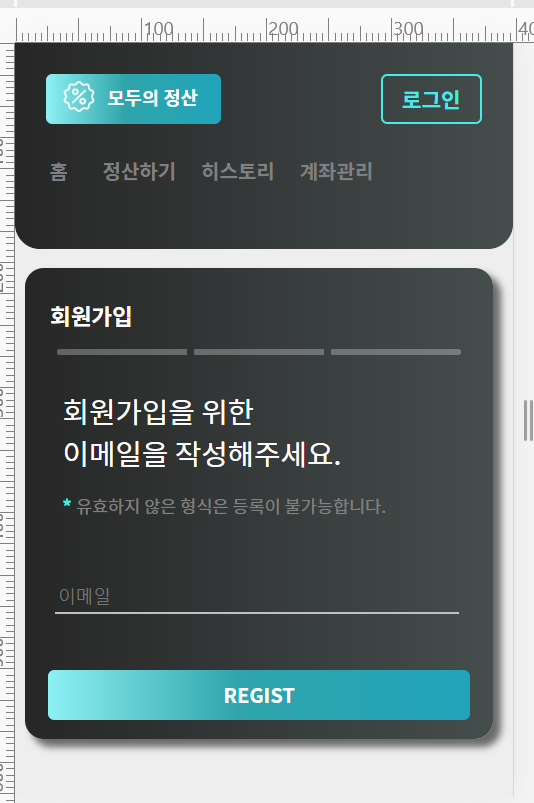 100 200 300 40
모두의 정산
로그인
홈 정산하기 히스토리 계좌관리
회원가입
회원가입을 위한
이메일을 작성해주세요.
* 유효하지 않은 형식은 등록이 불가능합니다.
이메일
REGIST